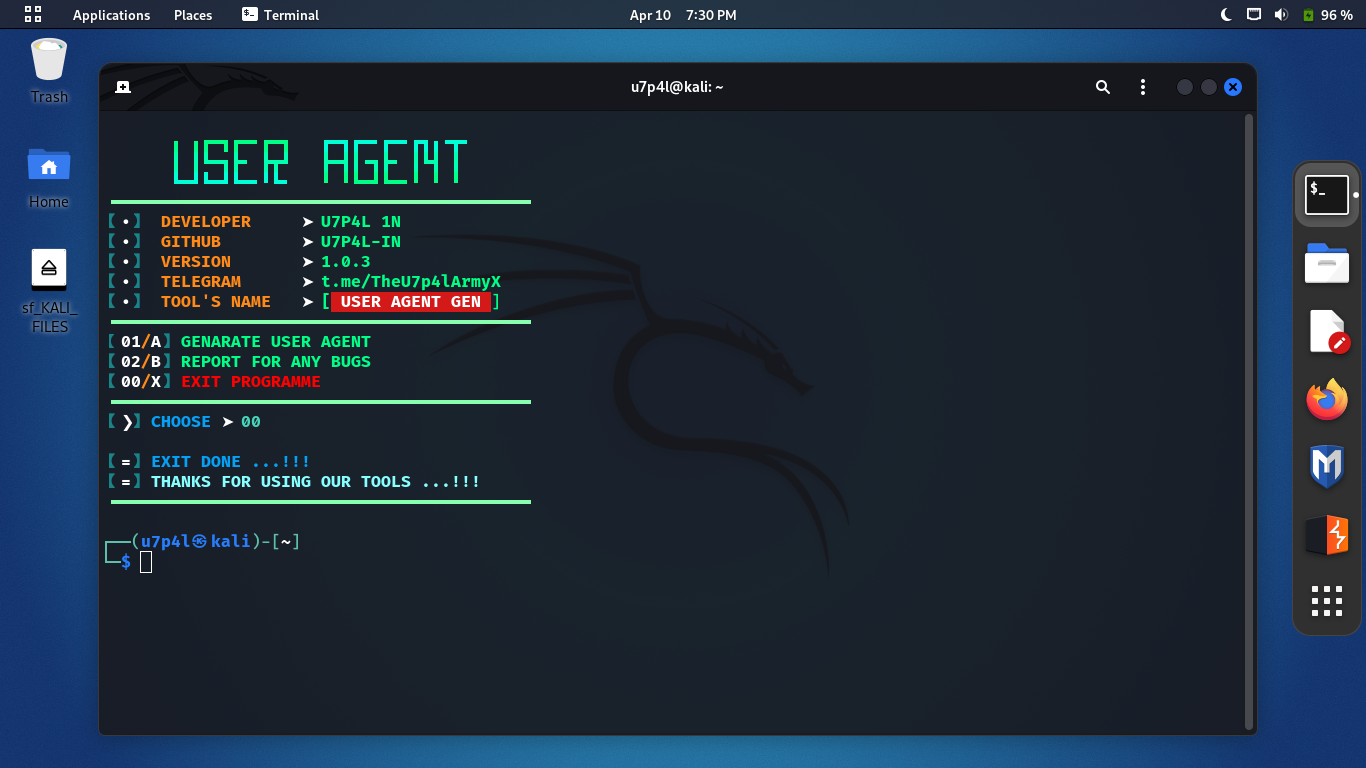 Applications Places Terminal Apr 10 7:30 PM 96 %
Trash
Home
sf_KALI_
FILES
u7p4l@kali: ~
USER AGENT
【•】 DEVELOPER ➤ U7P4L 1N
【•】 GITHUB ➤ U7P4L-IN
【•】 VERSION ➤ 1.0.3
【•】 TELEGRAM ➤ t.me/TheU7p4lArmyX
【•】 TOOL'S NAME ➤ [ USER AGENT GEN ]
【01/A】GENARATE USER AGENT
【02/B】REPORT FOR ANY BUGS
【00/X】EXIT PROGRAMME
【❯】CHOOSE ➤ 00
【=】EXIT DONE ...!!!
【=】THANKS FOR USING OUR TOOLS ...!!!
┌──(u7p4l㉿kali)-[~]
└─$
$_